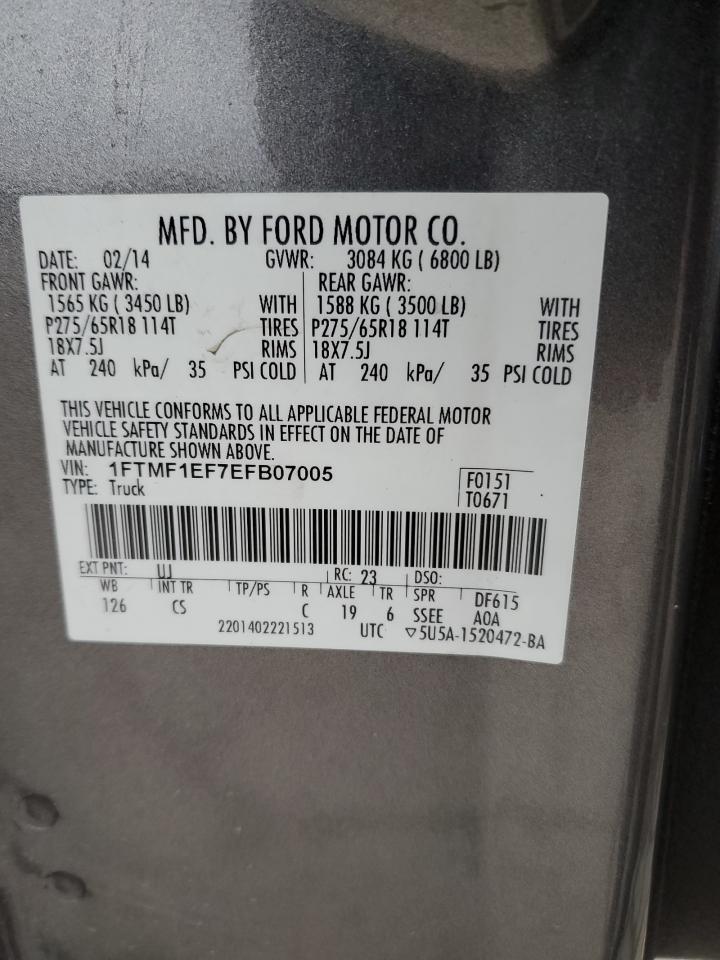 MFD. BY FORD MOTOR CO.
DATE: 02/14 GVWR: 3084 KG ( 6800 LB)
FRONT GAWR: REAR GAWR:
1565 KG ( 3450 LB) WITH 1588 KG ( 3500 LB) WITH
P275/65R18 114T TIRES P275/65R18 114T TIRES
18X7.5J RIMS 18X7.5J RIMS
AT 240 kPa/ 35 PSI COLD AT 240 kPa/ 35 PSI COLD
THIS VEHICLE CONFORMS TO ALL APPLICABLE FEDERAL MOTOR
VEHICLE SAFETY STANDARDS IN EFFECT ON THE DATE OF
MANUFACTURE SHOWN ABOVE.
VIN: 1FTMF1EF7EFB07005 F0151
TYPE: Truck T0671
EXT PNT: UJ RC: 23 DSO:
WB INT TR TP/PS R AXLE TR SPR DF615
126 CS C 19 6 SSEE A0A
2201402221513 UTC ▽5U5A-1520472-BA